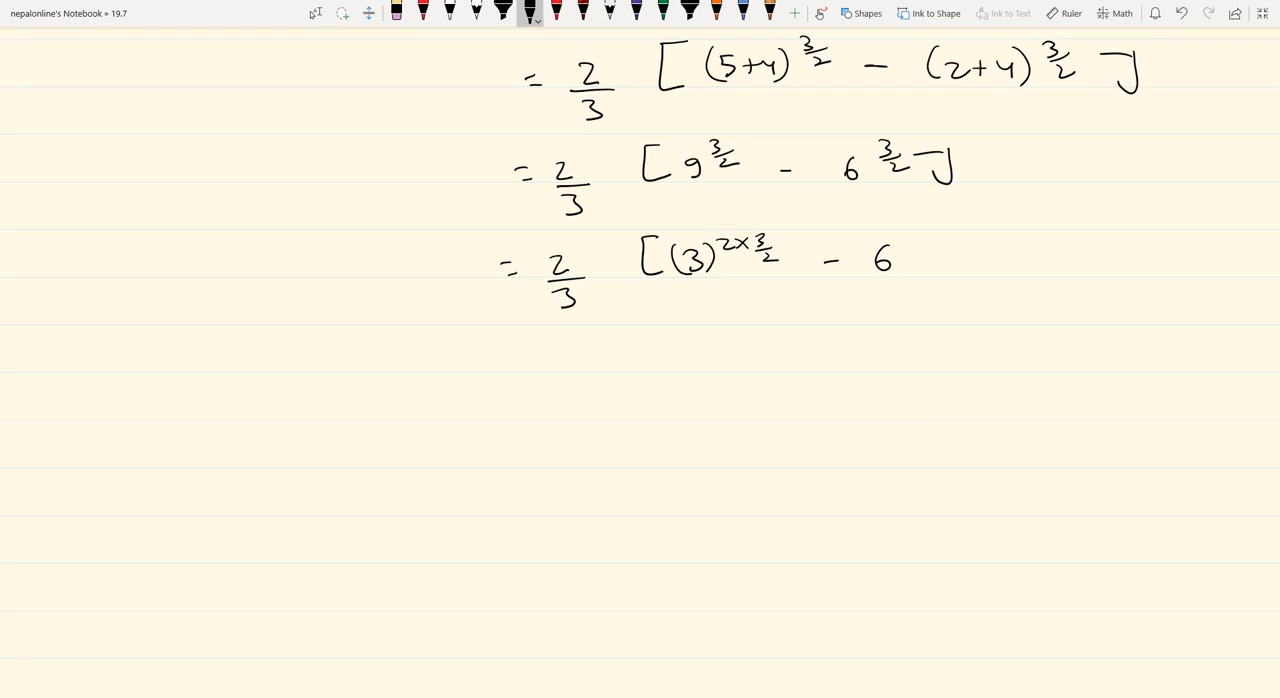 nepalonline's Notebook » 19.7 Shapes Ink to Shape Ink to Text Ruler Math
= 2/3 [(5+4)^3/2 - (2+4)^3/2]
= 2/3 [9^3/2 - 6^3/2]
= 2/3 [(3)^2×3/2 - 6